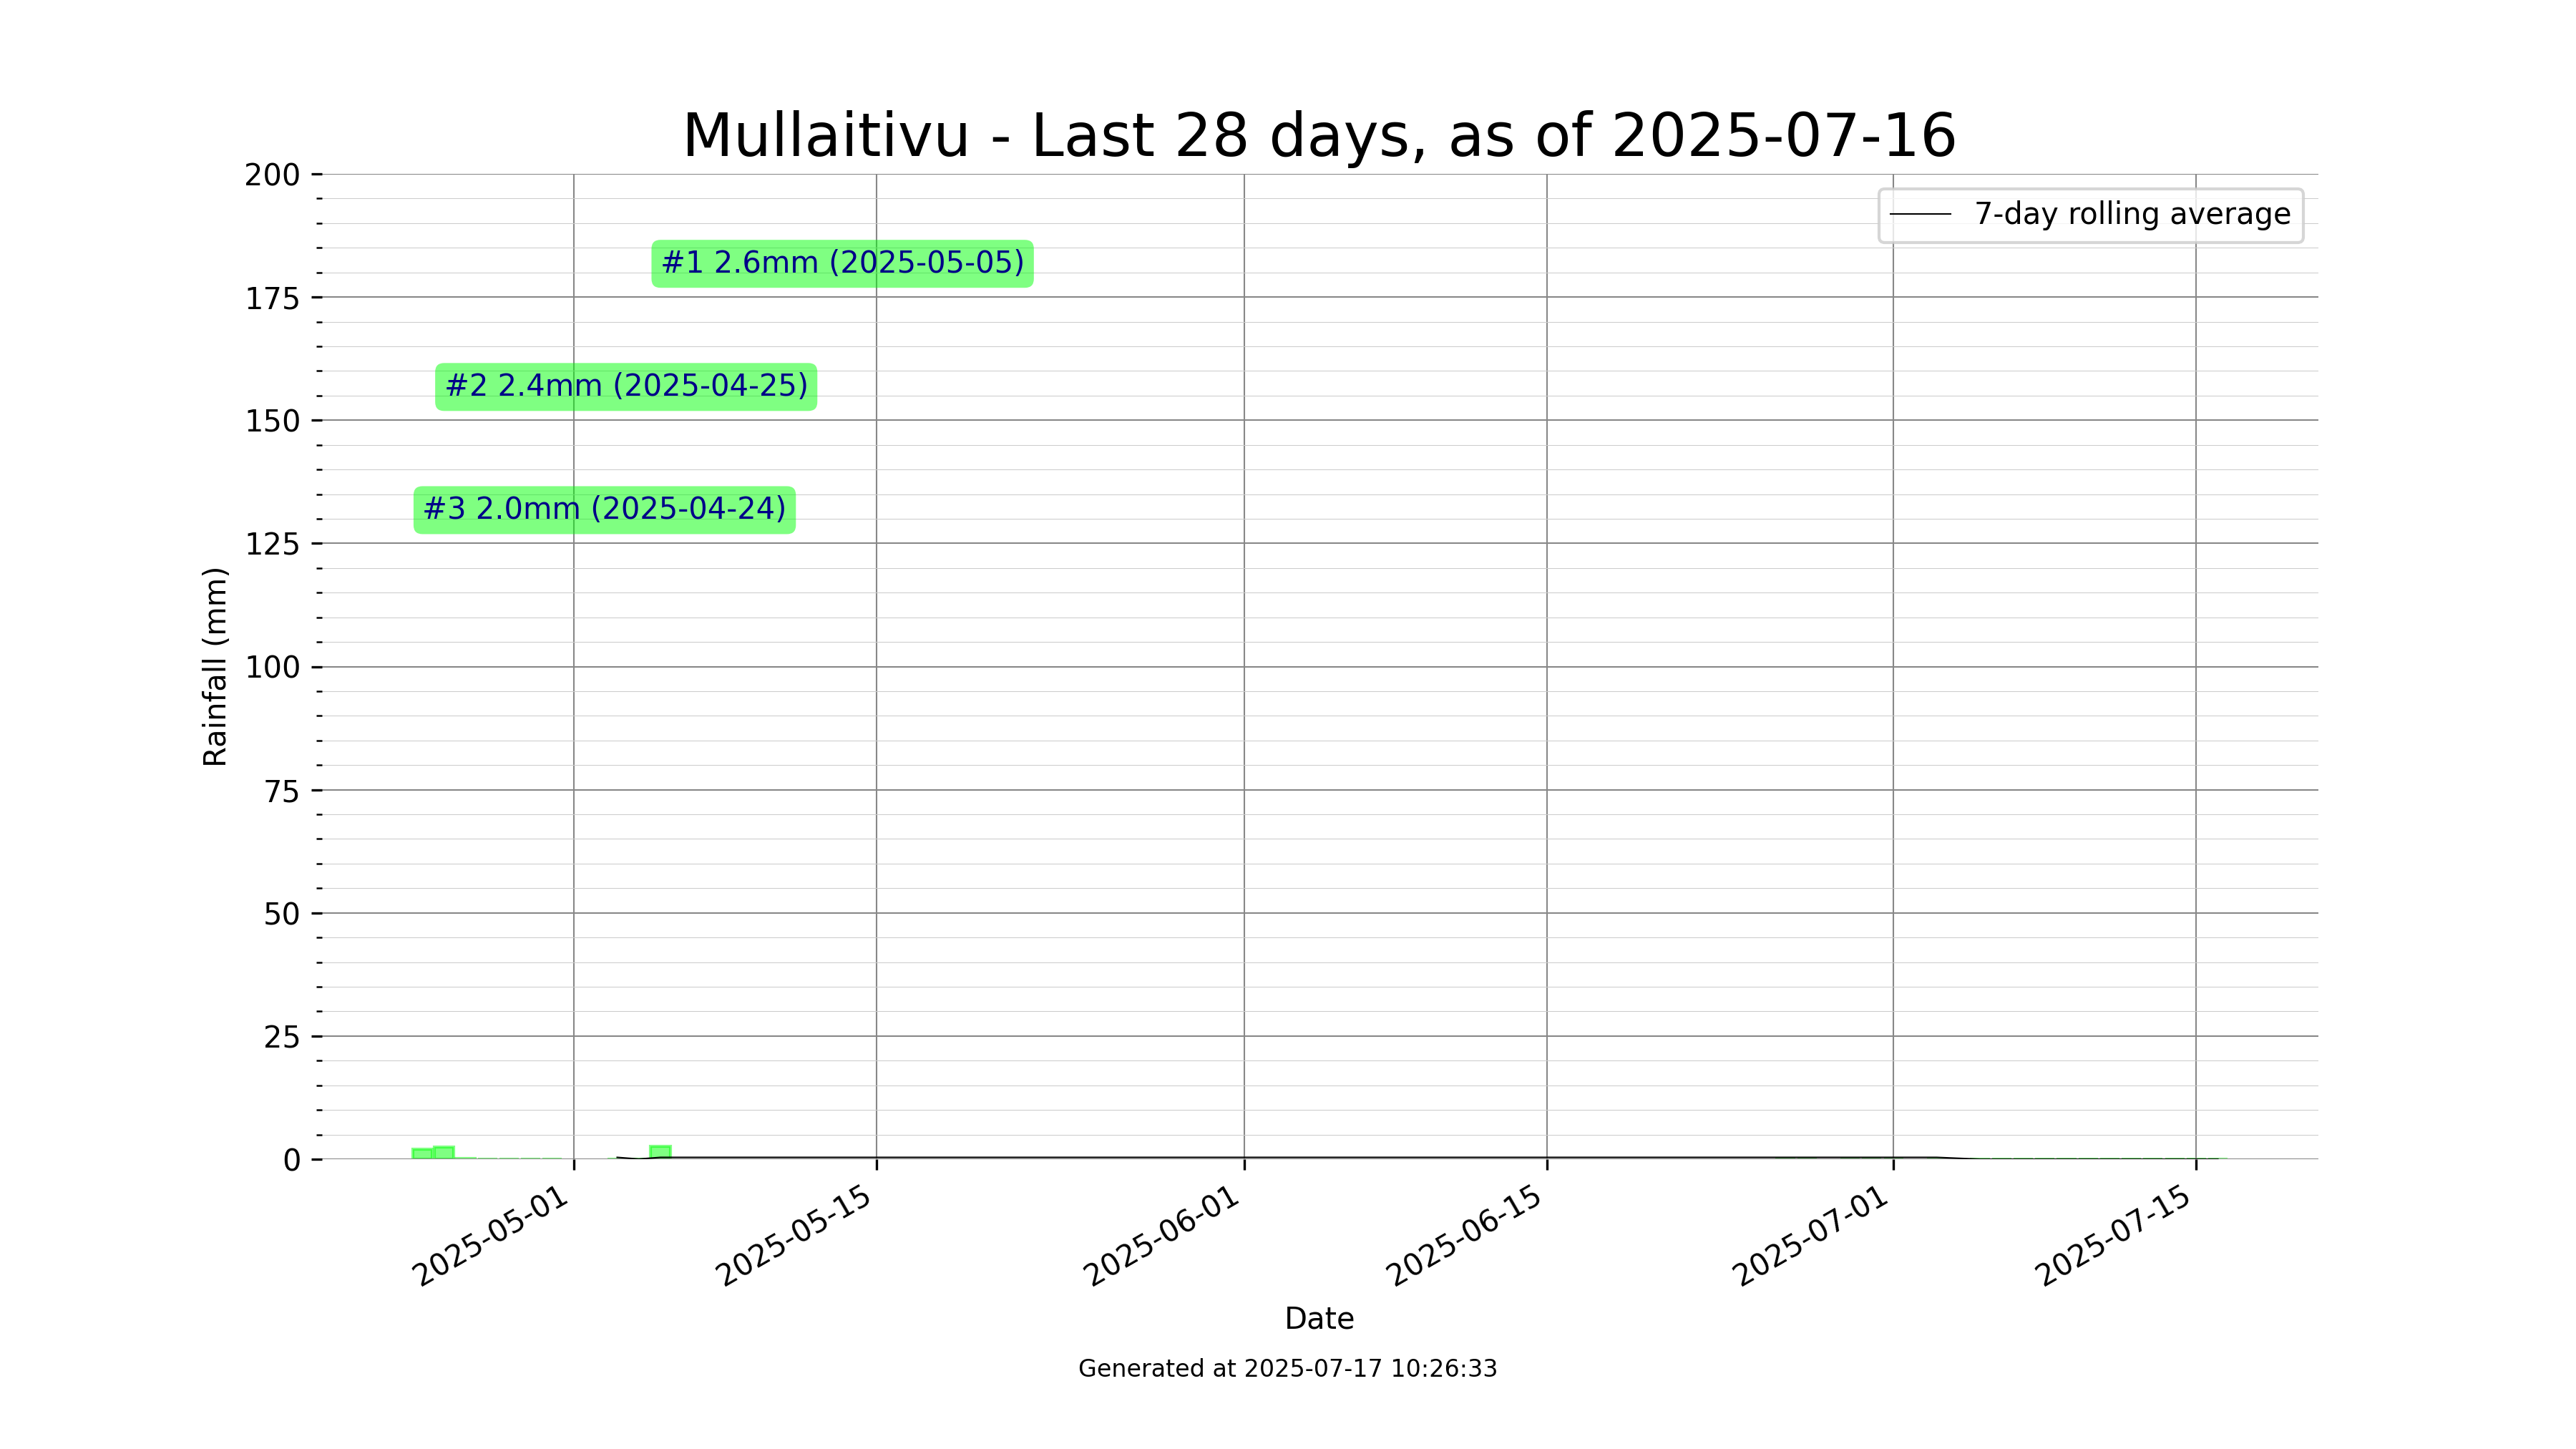 Mullaitivu - Last 28 days, as of 2025-07-16
200
175
150
125
100
75
50
25
0
Rainfall (mm)
7-day rolling average
#1 2.6mm (2025-05-05)
#2 2.4mm (2025-04-25)
#3 2.0mm (2025-04-24)
2025-05-01
2025-05-15
2025-06-01
2025-06-15
2025-07-01
2025-07-15
Date
Generated at 2025-07-17 10:26:33